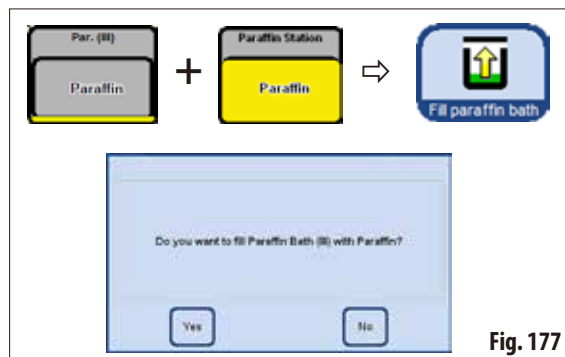 Par. (III)
Paraffin
+
Paraffin Station
Paraffin
⇨
Fill paraffin bath
Do you want to fill Paraffin Bath (III) with Paraffin?
Yes
No
Fig. 177